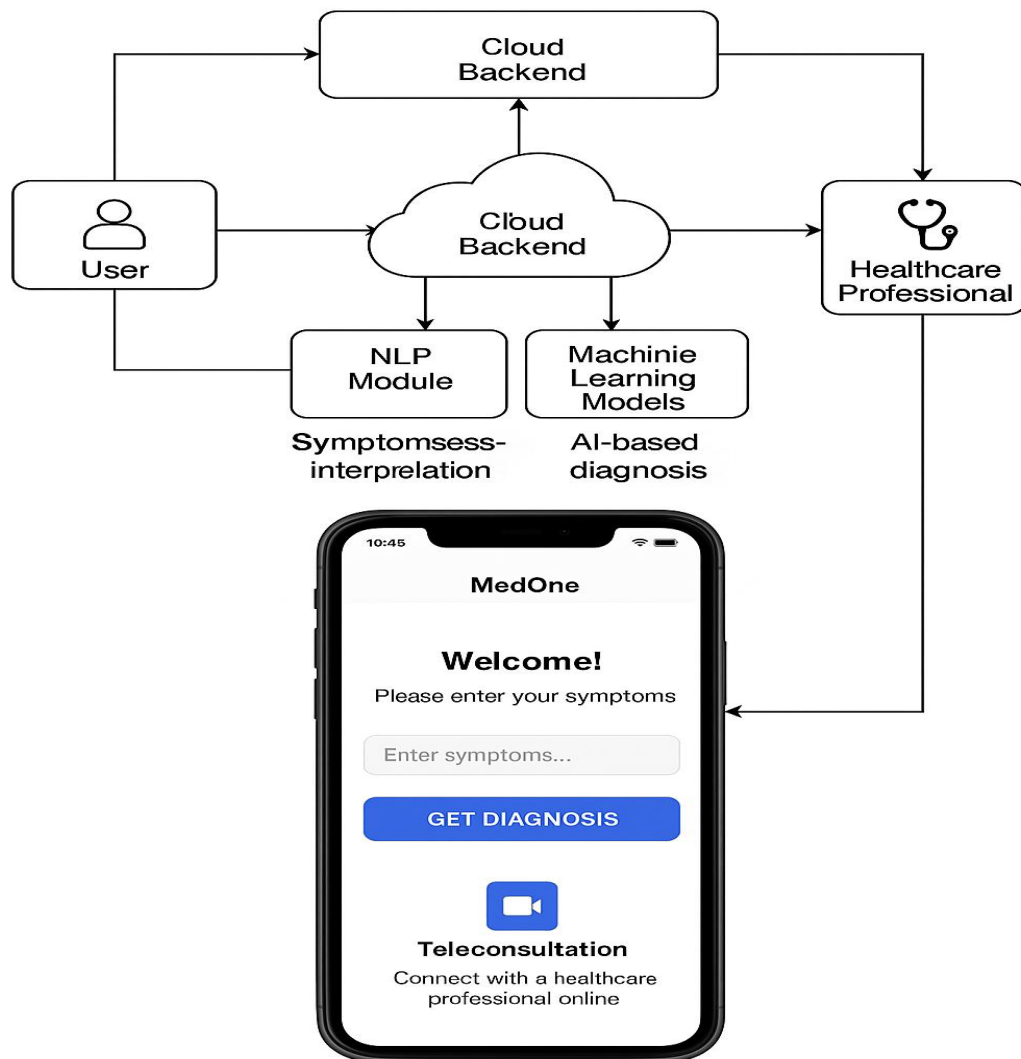 Cloud
Backend
User
Cloud
Backend
Healthcare
Professional
NLP
Module
Machinie
Learning
Models
Symptomsess-
interprelation
AI-based
diagnosis
10:45
MedOne
Welcome!
Please enter your symptoms
Enter symptoms...
GET DIAGNOSIS
Teleconsultation
Connect with a healthcare
professional online